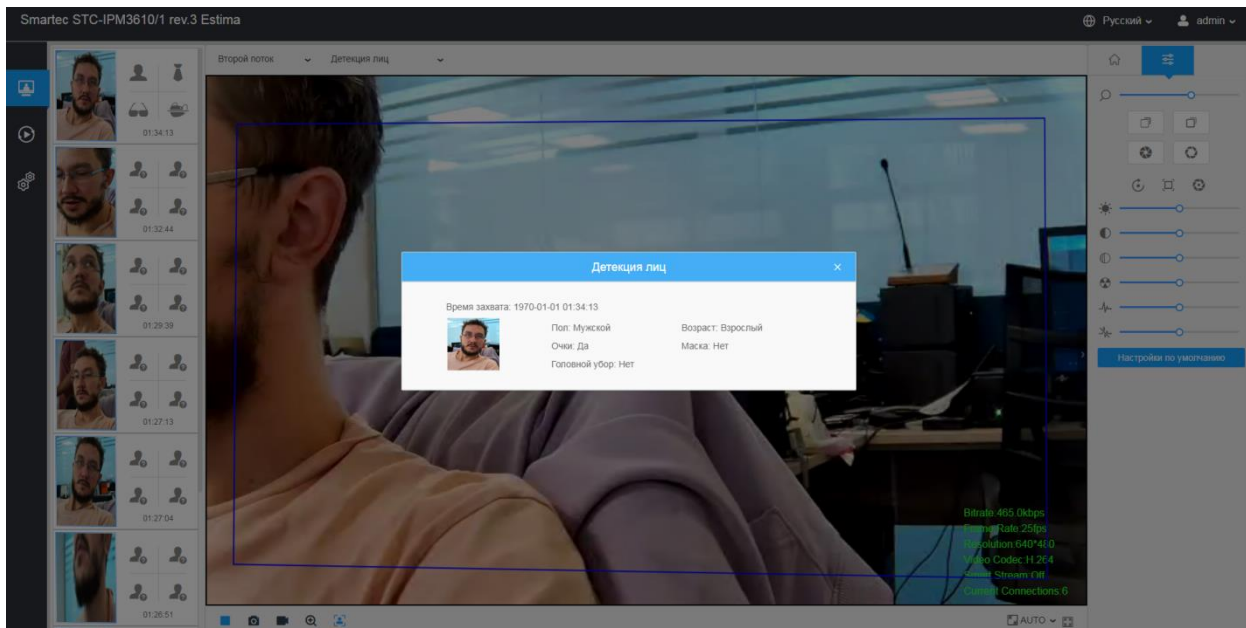 Smartec STC-IPM3610/1 rev.3 Estima
Русский
admin
Второй поток
Детекция лиц
01:34:13
01:32:44
01:29:39
01:27:13
01:27:04
01:26:51
Детекция лиц
Время захвата: 1970-01-01 01:34:13
Пол: Мужской
Возраст: Взрослый
Очки: Да
Маска: Нет
Головной убор: Нет
Настройки по умолчанию
Bitrate:465.0kbps
Frame Rate:25fps
Resolution:640*480
Video Codec:H.264
Smart Stream:Off
Current Connections:6
AUTO